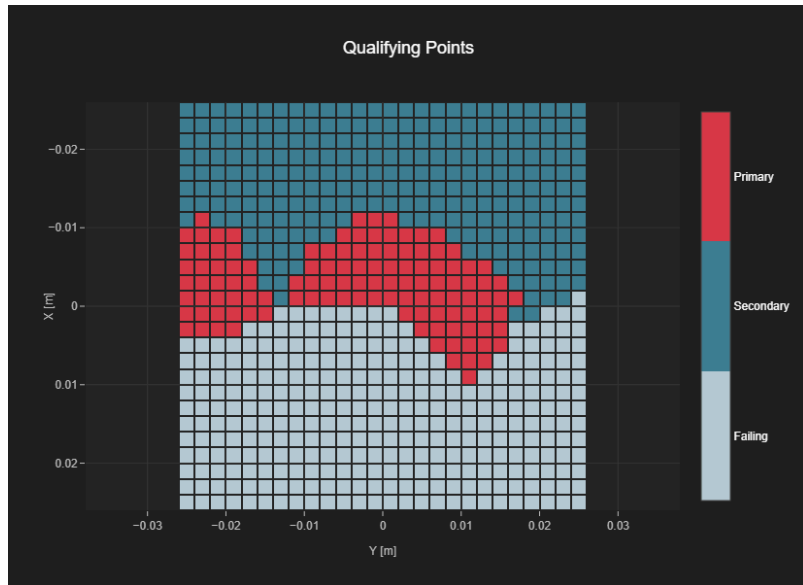 Qualifying Points
−0.02
−0.01
0
0.01
0.02
X [m]
−0.03
−0.02
−0.01
0
0.01
0.02
0.03
Y [m]
Primary
Secondary
Failing